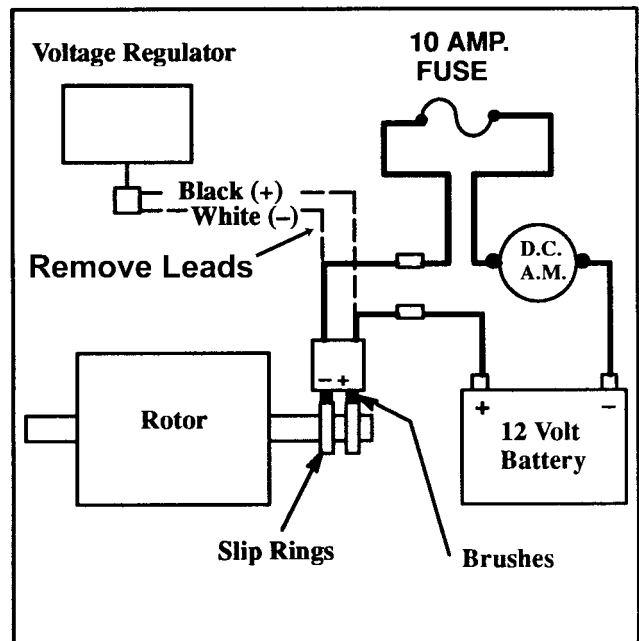 Voltage Regulator
10 AMP.
FUSE
Black (+)
White (–)
Remove Leads
D.C.
A.M.
– +
+ –
Rotor
12 Volt
Battery
Slip Rings
Brushes